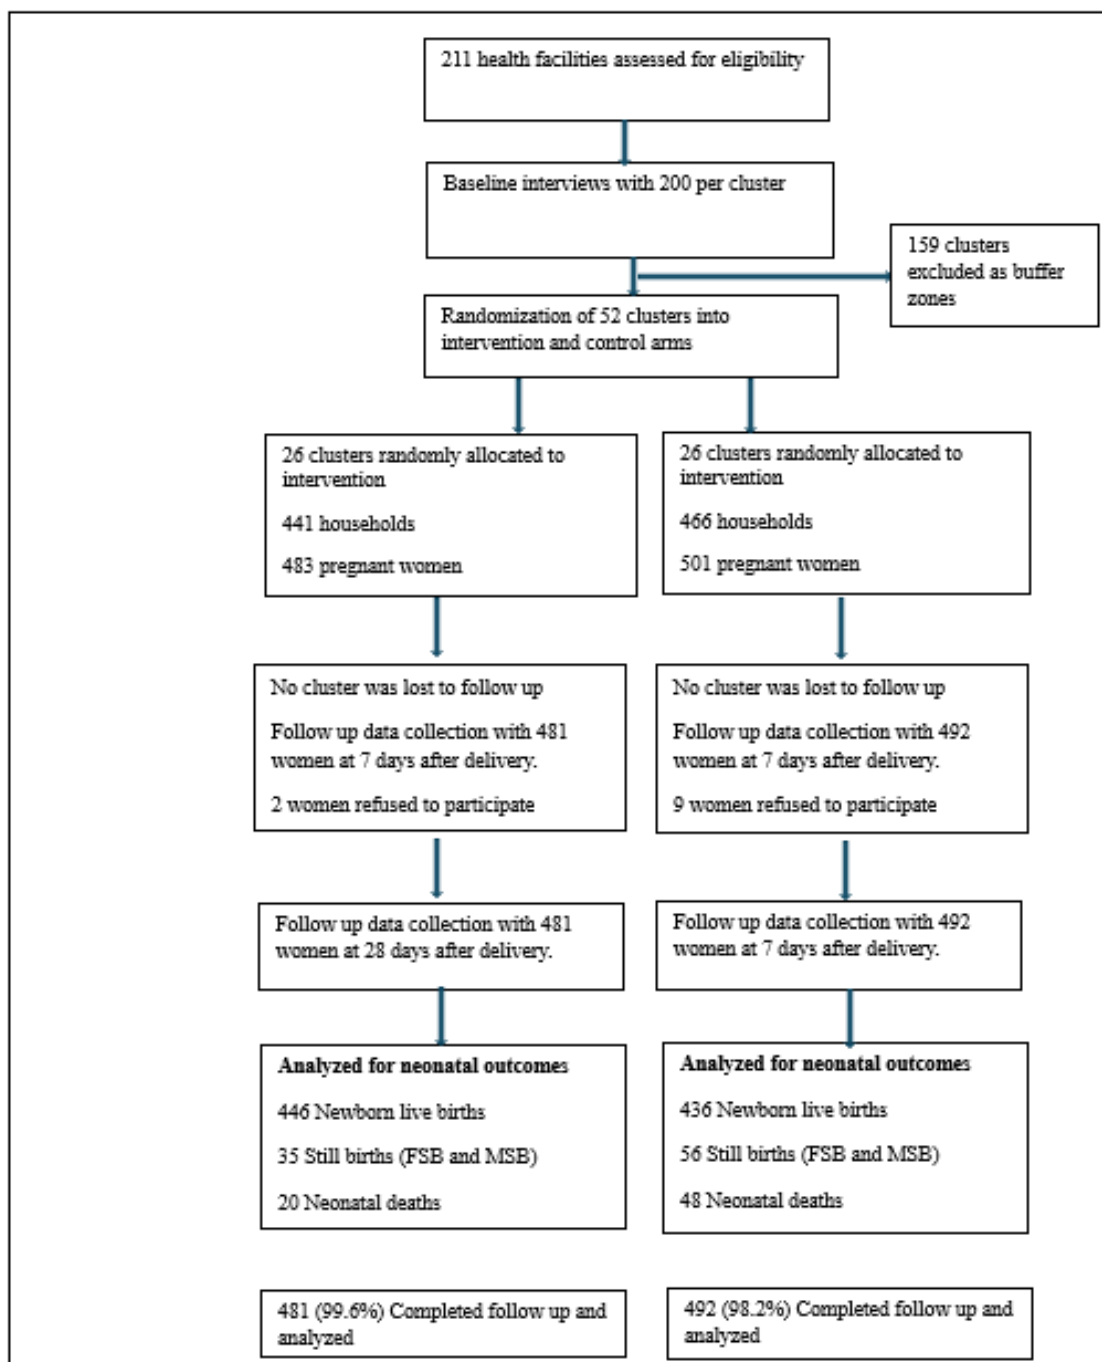 211 health facilities assessed for eligibility
Baseline interviews with 200 per cluster
159 clusters
excluded as buffer
zones
Randomization of 52 clusters into
intervention and control arms
26 clusters randomly allocated to
intervention
441 households
483 pregnant women
26 clusters randomly allocated to
intervention
466 households
501 pregnant women
No cluster was lost to follow up
Follow up data collection with 481
women at 7 days after delivery.
2 women refused to participate
No cluster was lost to follow up
Follow up data collection with 492
women at 7 days after delivery.
9 women refused to participate
Follow up data collection with 481
women at 28 days after delivery.
Follow up data collection with 492
women at 7 days after delivery.
Analyzed for neonatal outcomes
446 Newborn live births
35 Still births (FSB and MSB)
20 Neonatal deaths
Analyzed for neonatal outcomes
436 Newborn live births
56 Still births (FSB and MSB)
48 Neonatal deaths
481 (99.6%) Completed follow up and
analyzed
492 (98.2%) Completed follow up and
analyzed